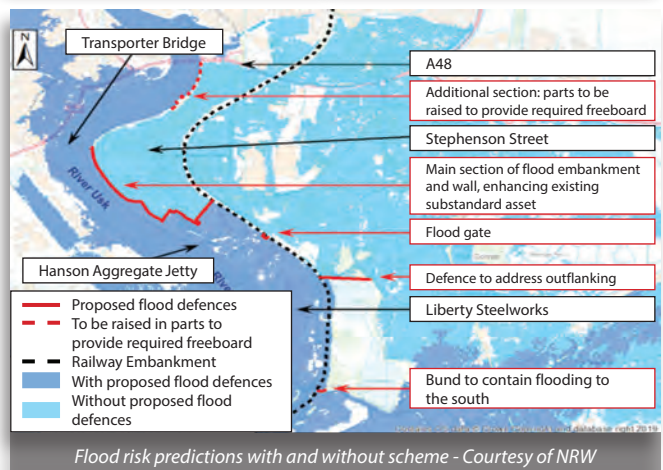 Transporter Bridge
N
A48
Additional section: parts to be
raised to provide required freeboard
Stephenson Street
Main section of flood embankment
and wall, enhancing existing
substandard asset
River Usk
Flood gate
Hanson Aggregate Jetty
Defence to address outflanking
Liberty Steelworks
Proposed flood defences
To be raised in parts to
provide required freeboard
Railway Embankment
With proposed flood defences
Without proposed flood
defences
Bund to contain flooding to
the south
database right 2019
Flood risk predictions with and without scheme - Courtesy of NRW